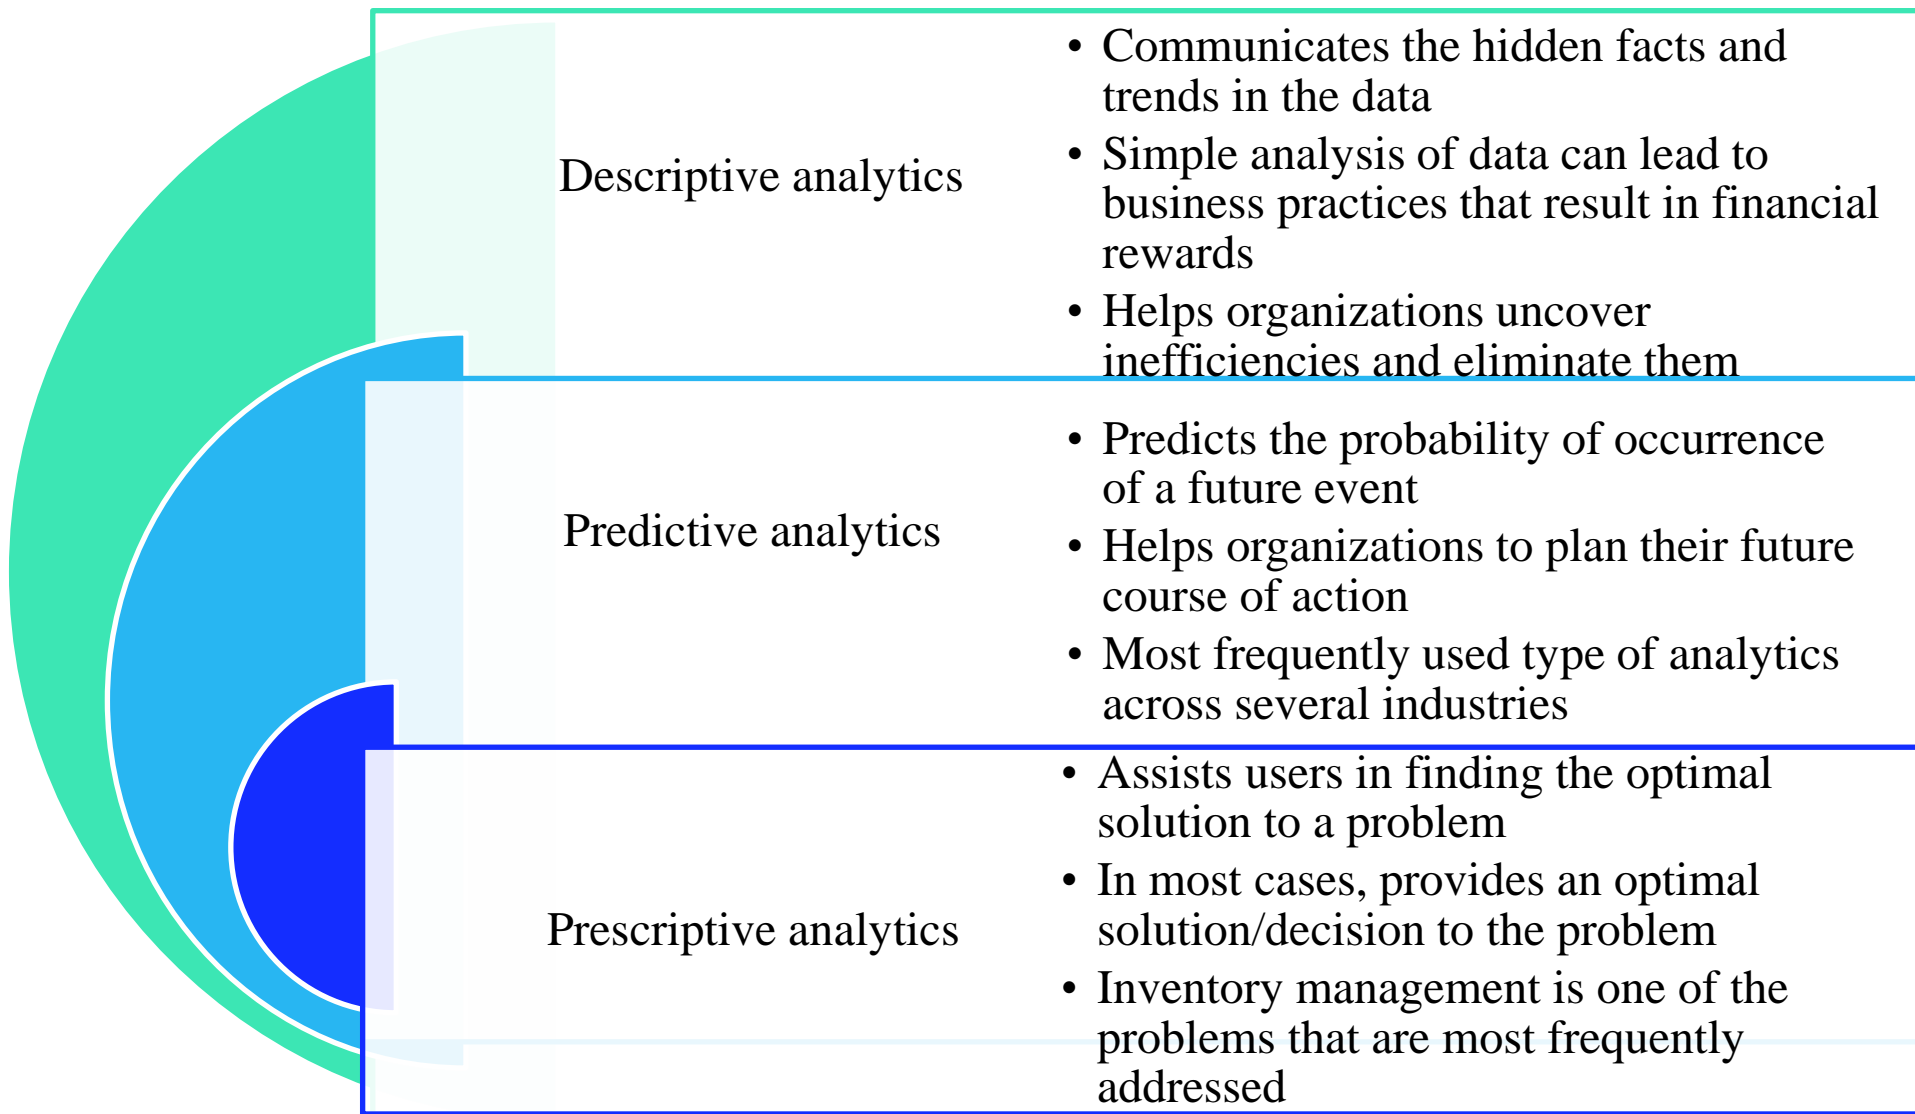 Descriptive analytics
• Communicates the hidden facts and
trends in the data
• Simple analysis of data can lead to
business practices that result in financial
rewards
• Helps organizations uncover
inefficiencies and eliminate them
Predictive analytics
• Predicts the probability of occurrence
of a future event
• Helps organizations to plan their future
course of action
• Most frequently used type of analytics
across several industries
Prescriptive analytics
• Assists users in finding the optimal
solution to a problem
• In most cases, provides an optimal
solution/decision to the problem
• Inventory management is one of the
problems that are most frequently
addressed